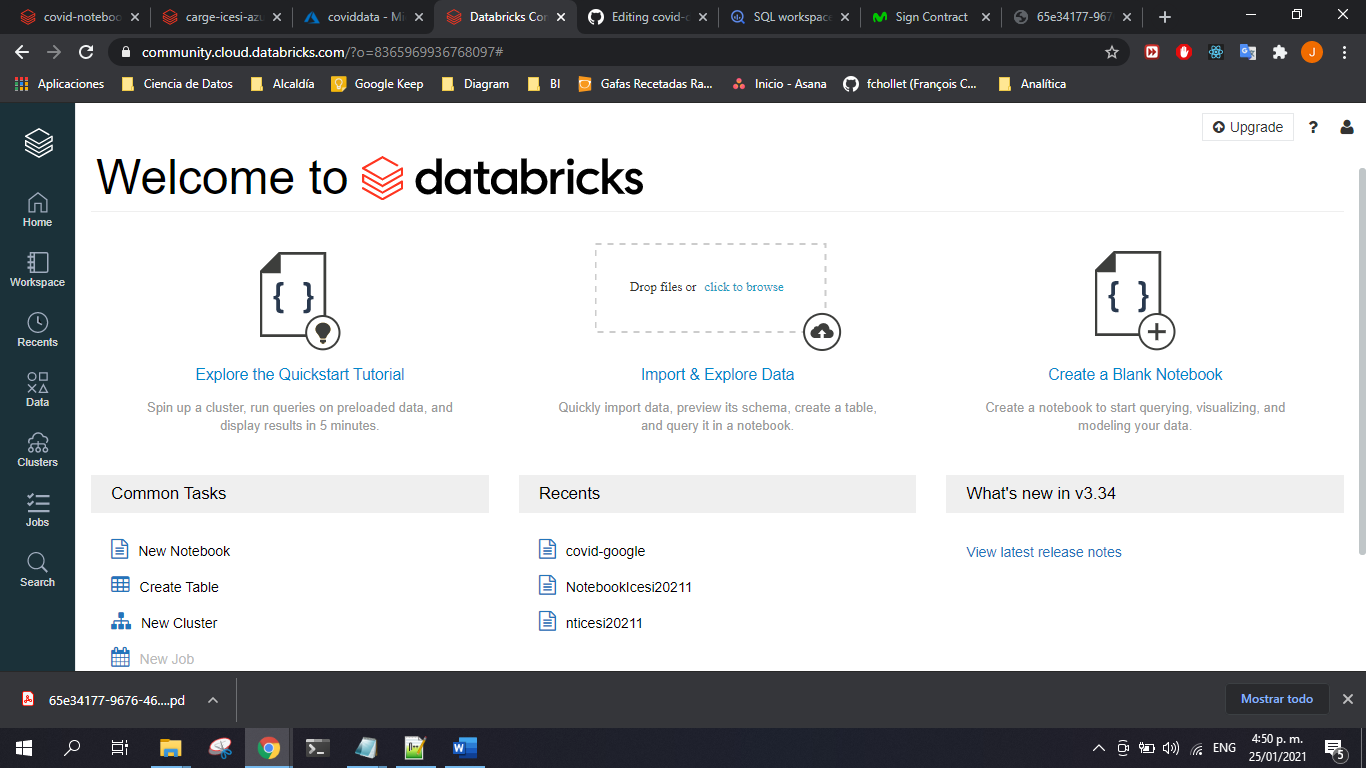 covid-noteboo
carge-icesi-azu
coviddata - Mi
Databricks Cor
Editing covid-c
SQL workspace
Sign Contract
65e34177-967
community.cloud.databricks.com/?o=8365969936768097#
J
Aplicaciones
Ciencia de Datos
Alcaldía
Google Keep
Diagram
BI
Gafas Recetadas Ra...
Inicio - Asana
fchollet (François C...
Analítica
Upgrade
?
Welcome to databricks
Home
Workspace
Recents
Data
Clusters
Jobs
Search
{ }
Explore the Quickstart Tutorial
Spin up a cluster, run queries on preloaded data, and
display results in 5 minutes.
Drop files or click to browse
Import & Explore Data
Quickly import data, preview its schema, create a table,
and query it in a notebook.
{ }
Create a Blank Notebook
Create a notebook to start querying, visualizing, and
modeling your data.
Common Tasks
New Notebook
Create Table
New Cluster
New Job
Recents
covid-google
NotebookIcesi20211
nticesi20211
What's new in v3.34
View latest release notes
65e34177-9676-46....pd
Mostrar todo
ENG
4:50 p. m.
25/01/2021
5